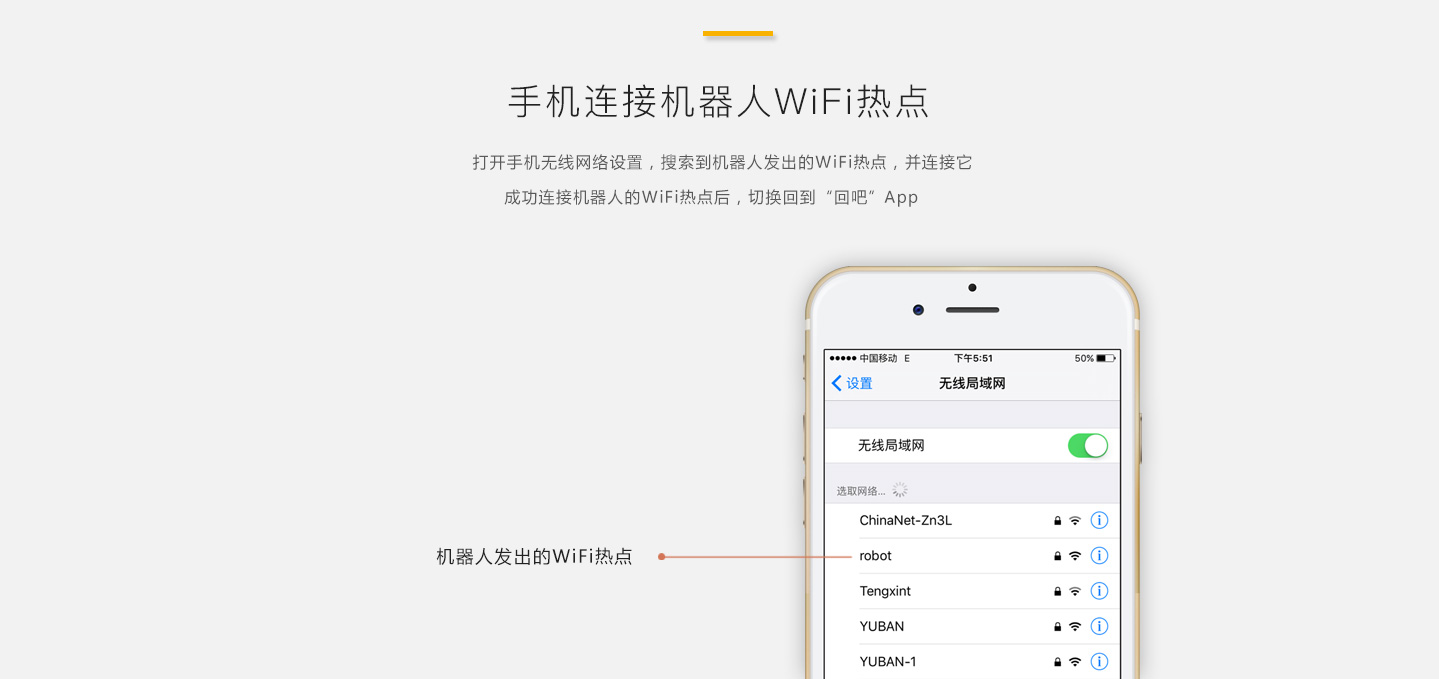 手机连接机器人WiFi热点
打开手机无线网络设置，搜索到机器人发出的WiFi热点，并连接它
成功连接机器人的WiFi热点后，切换回到“回吧”App
中国移动 E 下午5:51 50%
设置 无线局域网
无线局域网
选取网络...
ChinaNet-Zn3L
机器人发出的WiFi热点 robot
Tengxint
YUBAN
YUBAN-1